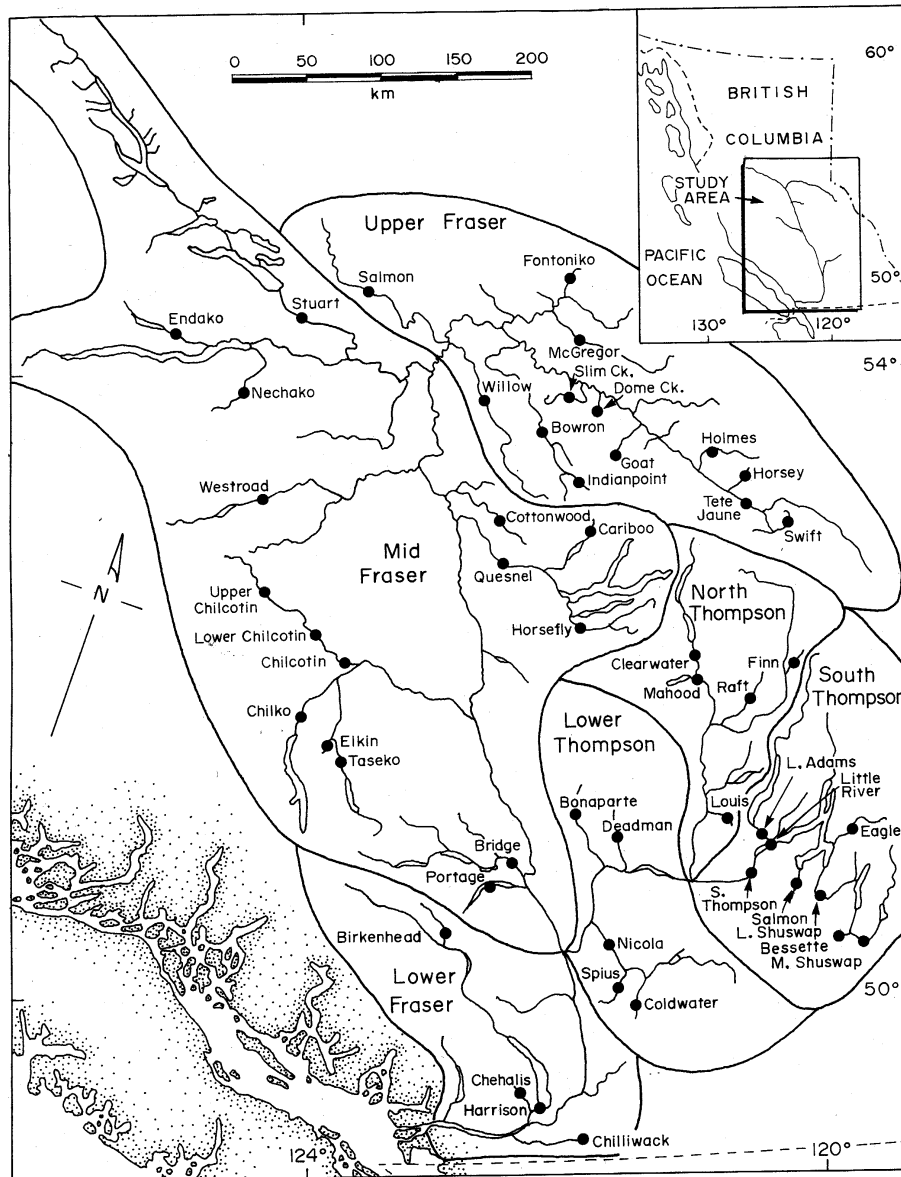 0 50 100 150 200
km
60°
BRITISH
COLUMBIA
STUDY
AREA
PACIFIC
OCEAN
50°
130°
120°
Upper Fraser
Fontoniko
Salmon
Stuart
Endako
McGregor
Slim Ck.
Dome Ck.
54°
Nechako
Willow
Bowron
Holmes
Goat
Indianpoint
Horsey
Tete
Jaune
Swift
Westroad
Cottonwood
Cariboo
Mid
Fraser
Quesnel
N
Upper
Chilcotin
North
Thompson
Lower Chilcotin
Horsefly
Chilcotin
Clearwater
Finn
Mahood
Raft
South
Thompson
Chilko
Lower
Thompson
Elkin
Taseko
L. Adams
Little
River
Bonaparte
Deadman
Louis
Eagle
Bridge
Portage
S.
Thompson
Salmon
L. Shuswap
Bessette
M. Shuswap
Birkenhead
Nicola
Lower
Fraser
Spius
Coldwater
50°
Chehalis
Harrison
Chilliwack
124°
120°